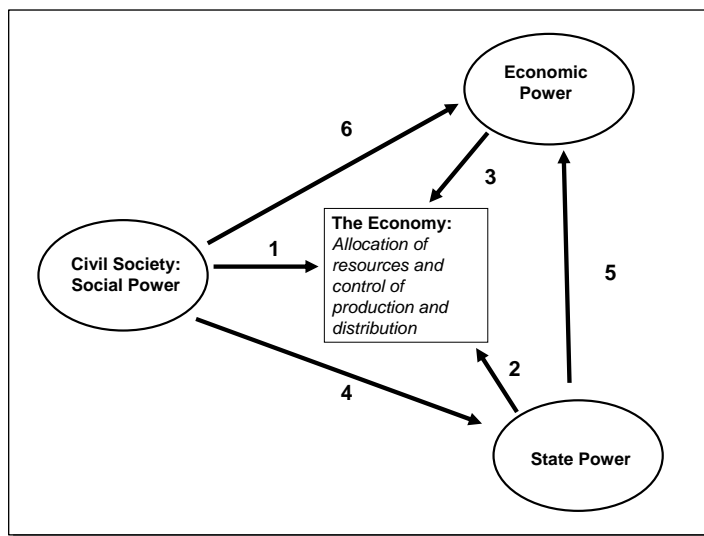 Economic
Power
6
3
The Economy:
Allocation of
resources and
control of
production and
distribution
1
Civil Society:
Social Power
5
2
4
State Power